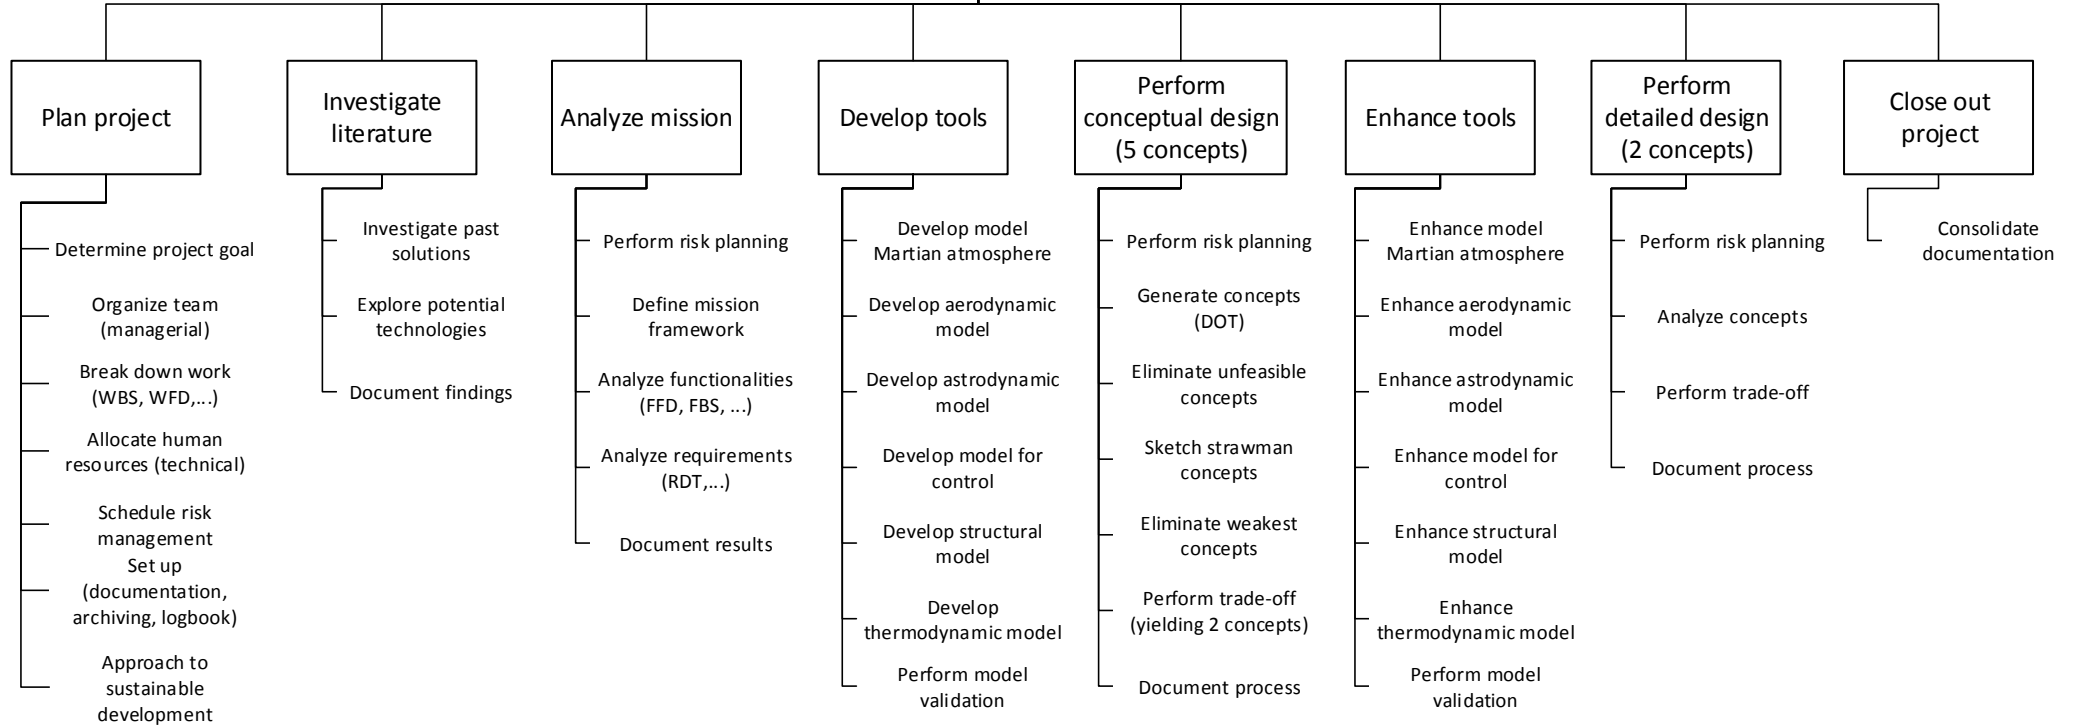 Plan project
Determine project goal
Organize team
(managerial)
Break down work
(WBS, WFD,...)
Allocate human
resources (technical)
Schedule risk
management
Set up
(documentation,
archiving, logbook)
Approach to
sustainable
development
Investigate
literature
Investigate past
solutions
Explore potential
technologies
Document findings
Analyze mission
Perform risk planning
Define mission
framework
Analyze functionalities
(FFD, FBS, ...)
Analyze requirements
(RDT,...)
Document results
Develop tools
Develop model
Martian atmosphere
Develop aerodynamic
model
Develop astrodynamic
model
Develop model for
control
Develop structural
model
Develop
thermodynamic model
Perform model
validation
Perform
conceptual design
(5 concepts)
Perform risk planning
Generate concepts
(DOT)
Eliminate unfeasible
concepts
Sketch strawman
concepts
Eliminate weakest
concepts
Perform trade-off
(yielding 2 concepts)
Document process
Enhance tools
Enhance model
Martian atmosphere
Enhance aerodynamic
model
Enhance astrodynamic
model
Enhance model for
control
Enhance structural
model
Enhance
thermodynamic model
Perform model
validation
Perform
detailed design
(2 concepts)
Perform risk planning
Analyze concepts
Perform trade-off
Document process
Close out
project
Consolidate
documentation